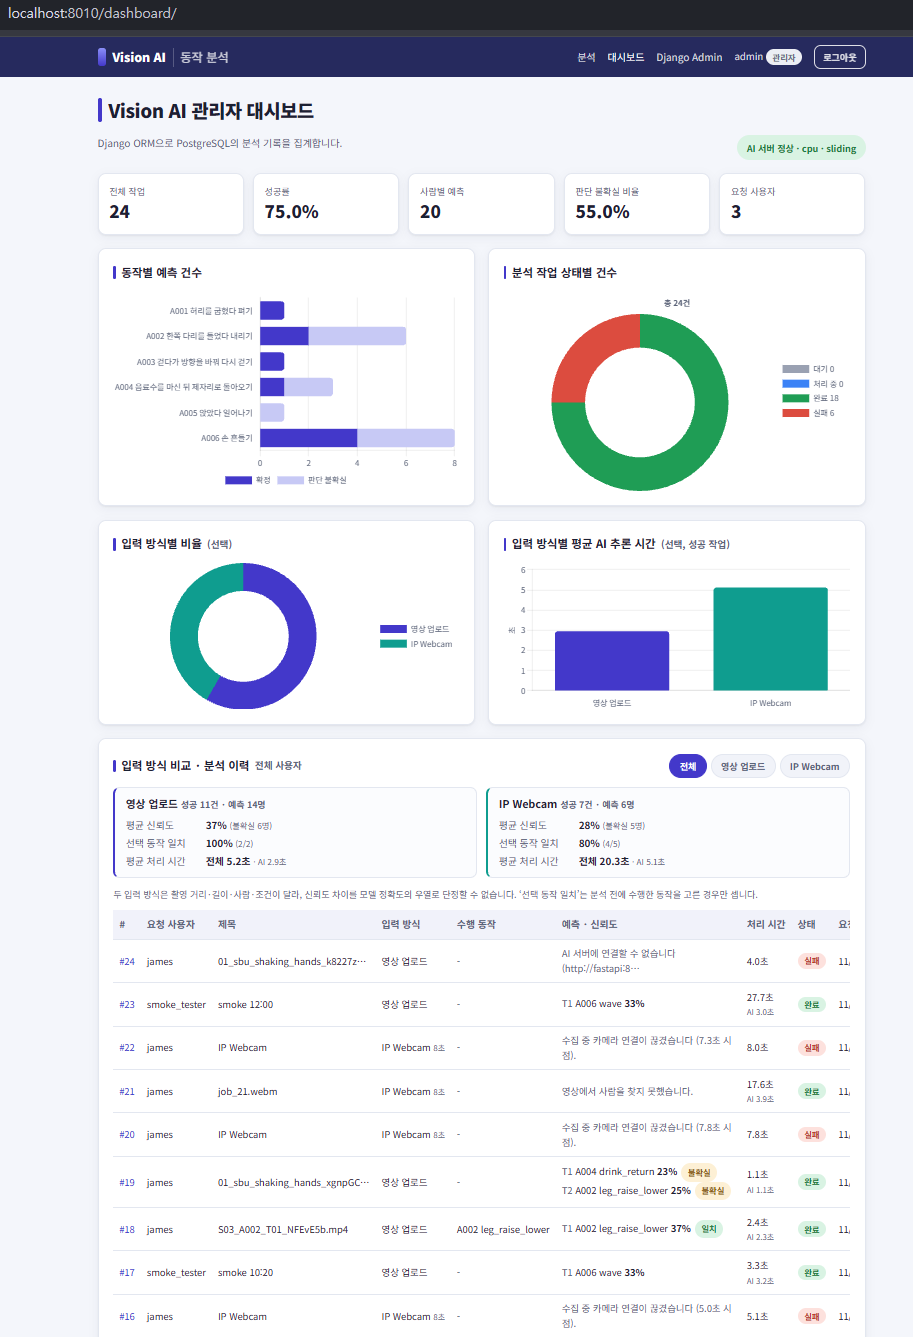 localhost:8010/dashboard/
Vision AI 동작 분석
분석 대시보드 Django Admin admin 관리자 로그아웃
Vision AI 관리자 대시보드
Django ORM으로 PostgreSQL의 분석 기록을 집계합니다.
AI 서버 정상 · cpu · sliding
전체 작업
24
성공률
75.0%
사람별 예측
20
판단 불확실 비율
55.0%
요청 사용자
3
동작별 예측 건수
A001 허리를 굽혔다 펴기
A002 한쪽 다리를 들었다 내리기
A003 걷다가 방향을 바꿔 다시 걷기
A004 음료수를 마신 뒤 제자리로 돌아오기
A005 앉았다 일어나기
A006 손 흔들기
0 2 4 6 8
확정 판단 불확실
분석 작업 상태별 건수
총 24건
대기 0
처리 중 0
완료 18
실패 6
입력 방식별 비율 (선택)
영상 업로드
IP Webcam
입력 방식별 평균 AI 추론 시간 (선택, 성공 작업)
6
5
4
초 3
2
1
0
영상 업로드 IP Webcam
입력 방식 비교 · 분석 이력 전체 사용자
전체 영상 업로드 IP Webcam
영상 업로드 성공 11건 · 예측 14명
평균 신뢰도 37% (불확실 6명)
선택 동작 일치 100% (2/2)
평균 처리 시간 전체 5.2초 · AI 2.9초
IP Webcam 성공 7건 · 예측 6명
평균 신뢰도 28% (불확실 5명)
선택 동작 일치 80% (4/5)
평균 처리 시간 전체 20.3초 · AI 5.1초
두 입력 방식은 촬영 거리·길이·사람·조건이 달라, 신뢰도 차이를 모델 정확도의 우열로 단정할 수 없습니다. ‘선택 동작 일치’는 분석 전에 수행한 동작을 고른 경우만 셉니다.
# 요청 사용자 제목 입력 방식 수행 동작 예측 · 신뢰도 처리 시간 상태
#24 james 01_sbu_shaking_hands_k8227z… 영상 업로드 - AI 서버에 연결할 수 없습니다 4.0초 실패 11/
(http://fastapi:8…
#23 smoke_tester smoke 12:00 영상 업로드 - T1 A006 wave 33% 27.7초 완료 11/
AI 3.0초
#22 james IP Webcam IP Webcam 8초 - 수집 중 카메라 연결이 끊겼습니다 (7.3초 시 8.0초 실패 11/
점).
#21 james job_21.webm IP Webcam 8초 - 영상에서 사람을 찾지 못했습니다. 17.6초 완료 11/
AI 3.9초
#20 james IP Webcam IP Webcam 8초 - 수집 중 카메라 연결이 끊겼습니다 (7.8초 시 7.8초 실패 11/
점).
#19 james 01_sbu_shaking_hands_xgnpGC… 영상 업로드 - T1 A004 drink_return 23% 불확실 1.1초 완료 11/
T2 A002 leg_raise_lower 25% 불확실 AI 1.1초
#18 james S03_A002_T01_NFEvE5b.mp4 영상 업로드 A002 leg_raise_lower T1 A002 leg_raise_lower 37% 일치 2.4초 완료 11/
AI 2.3초
#17 smoke_tester smoke 10:20 영상 업로드 - T1 A006 wave 33% 3.3초 완료 11/
AI 3.2초
#16 james IP Webcam IP Webcam 8초 - 수집 중 카메라 연결이 끊겼습니다 (5.0초 시 5.1초 실패 11/
점).